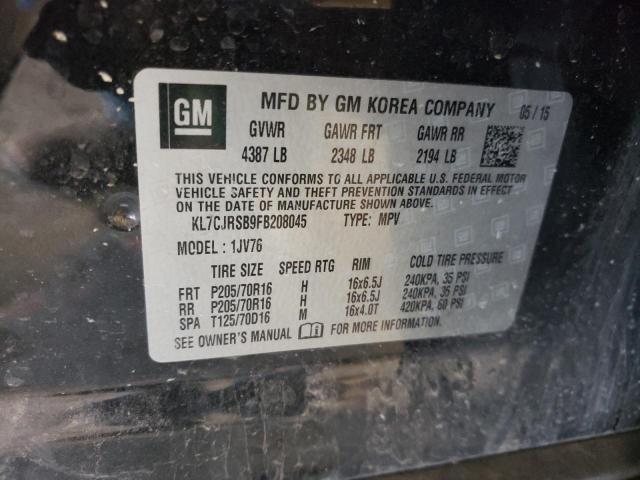 GM
MFD BY GM KOREA COMPANY 05/15
GVWR GAWR FRT GAWR RR
4387 LB 2348 LB 2194 LB
THIS VEHICLE CONFORMS TO ALL APPLICABLE U.S. FEDERAL MOTOR
VEHICLE SAFETY AND THEFT PREVENTION STANDARDS IN EFFECT
ON THE DATE OF MANUFACTURE SHOWN ABOVE.
KL7CJRSB9FB208045 TYPE: MPV
MODEL: 1JV76
TIRE SIZE SPEED RTG RIM COLD TIRE PRESSURE
FRT P205/70R16 H 16x6.5J 240KPA, 35 PSI
RR P205/70R16 H 16x6.5J 240KPA, 35 PSI
SPA T125/70D16 M 16x4.0T 420KPA, 60 PSI
SEE OWNER'S MANUAL FOR MORE INFORMATION.